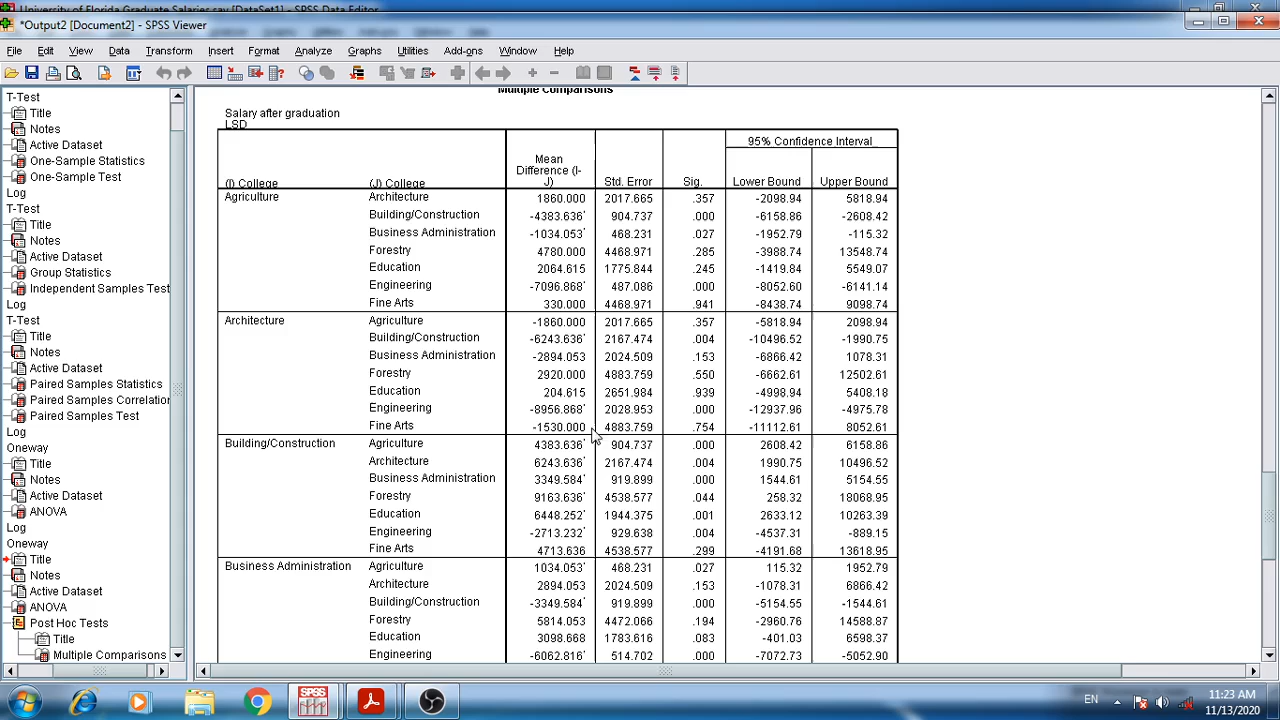 University of Florida Graduate Salaries.sav [DataSet1] - SPSS Data Editor
*Output2 [Document2] - SPSS Viewer
File Edit View Data Transform Insert Format Analyze Graphs Utilities Add-ons Window Help
T-Test
Title
Notes
Active Dataset
One-Sample Statistics
One-Sample Test
Log
T-Test
Title
Notes
Active Dataset
Group Statistics
Independent Samples Test
Log
T-Test
Title
Notes
Active Dataset
Paired Samples Statistics
Paired Samples Correlation
Paired Samples Test
Log
Oneway
Title
Notes
Active Dataset
ANOVA
Log
Oneway
Title
Notes
Active Dataset
ANOVA
Post Hoc Tests
Title
Multiple Comparisons
Multiple Comparisons
Salary after graduation
LSD
95% Confidence Interval
Mean
Difference (I-
J)
(I) College (J) College Std. Error Sig. Lower Bound Upper Bound
Agriculture Architecture 1860.000 2017.665 .357 -2098.94 5818.94
Building/Construction -4383.636* 904.737 .000 -6158.86 -2608.42
Business Administration -1034.053* 468.231 .027 -1952.79 -115.32
Forestry 4780.000 4468.971 .285 -3988.74 13548.74
Education 2064.615 1775.844 .245 -1419.84 5549.07
Engineering -7096.868* 487.086 .000 -8052.60 -6141.14
Fine Arts 330.000 4468.971 .941 -8438.74 9098.74
Architecture Agriculture -1860.000 2017.665 .357 -5818.94 2098.94
Building/Construction -6243.636* 2167.474 .004 -10496.52 -1990.75
Business Administration -2894.053 2024.509 .153 -6866.42 1078.31
Forestry 2920.000 4883.759 .550 -6662.61 12502.61
Education 204.615 2651.984 .939 -4998.94 5408.18
Engineering -8956.868* 2028.953 .000 -12937.96 -4975.78
Fine Arts -1530.000 4883.759 .754 -11112.61 8052.61
Building/Construction Agriculture 4383.636* 904.737 .000 2608.42 6158.86
Architecture 6243.636* 2167.474 .004 1990.75 10496.52
Business Administration 3349.584* 919.899 .000 1544.61 5154.55
Forestry 9163.636* 4538.577 .044 258.32 18068.95
Education 6448.252* 1944.375 .001 2633.12 10263.39
Engineering -2713.232* 929.638 .004 -4537.31 -889.15
Fine Arts 4713.636 4538.577 .299 -4191.68 13618.95
Business Administration Agriculture 1034.053* 468.231 .027 115.32 1952.79
Architecture 2894.053 2024.509 .153 -1078.31 6866.42
Building/Construction -3349.584* 919.899 .000 -5154.55 -1544.61
Forestry 5814.053 4472.066 .194 -2960.76 14588.87
Education 3098.668 1783.616 .083 -401.03 6598.37
Engineering -6062.816* 514.702 .000 -7072.73 -5052.90
EN
11:23 AM
11/13/2020